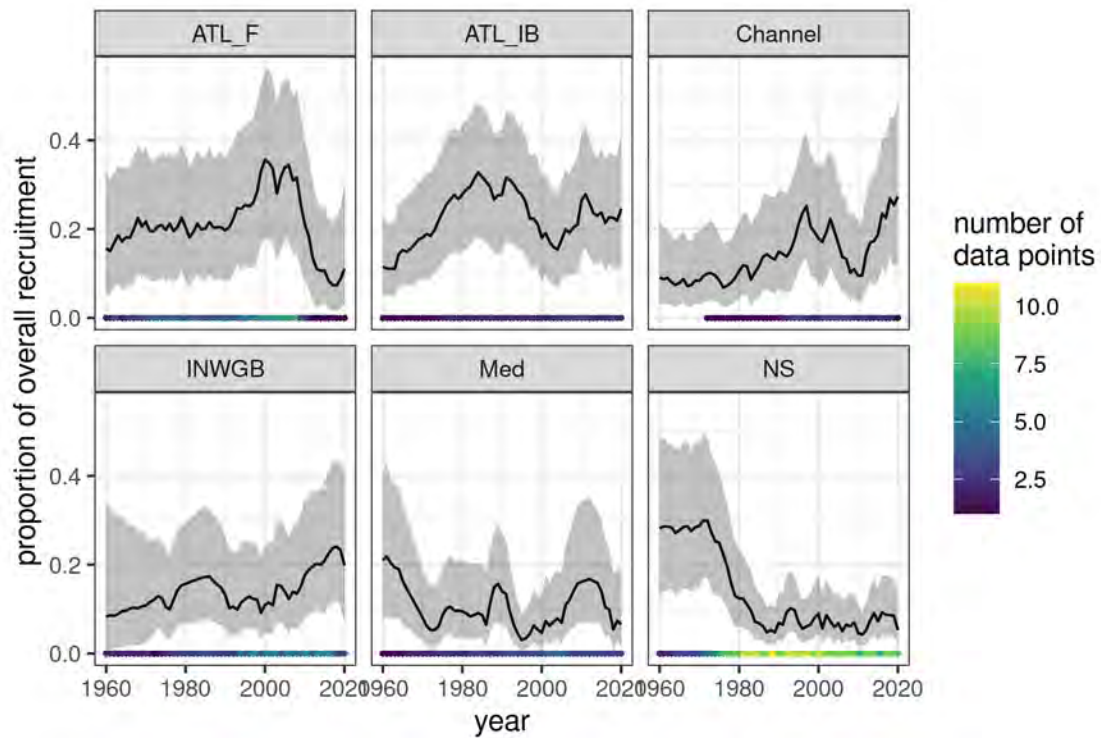 ATL_F
ATL_IB
Channel
0.4
0.2
0.0
INWGB
Med
NS
0.4
0.2
0.0
1960
1980
2000
2020
1960
1980
2000
2020
1960
1980
2000
2020
year
proportion of overall recruitment
number of
data points
10.0
7.5
5.0
2.5